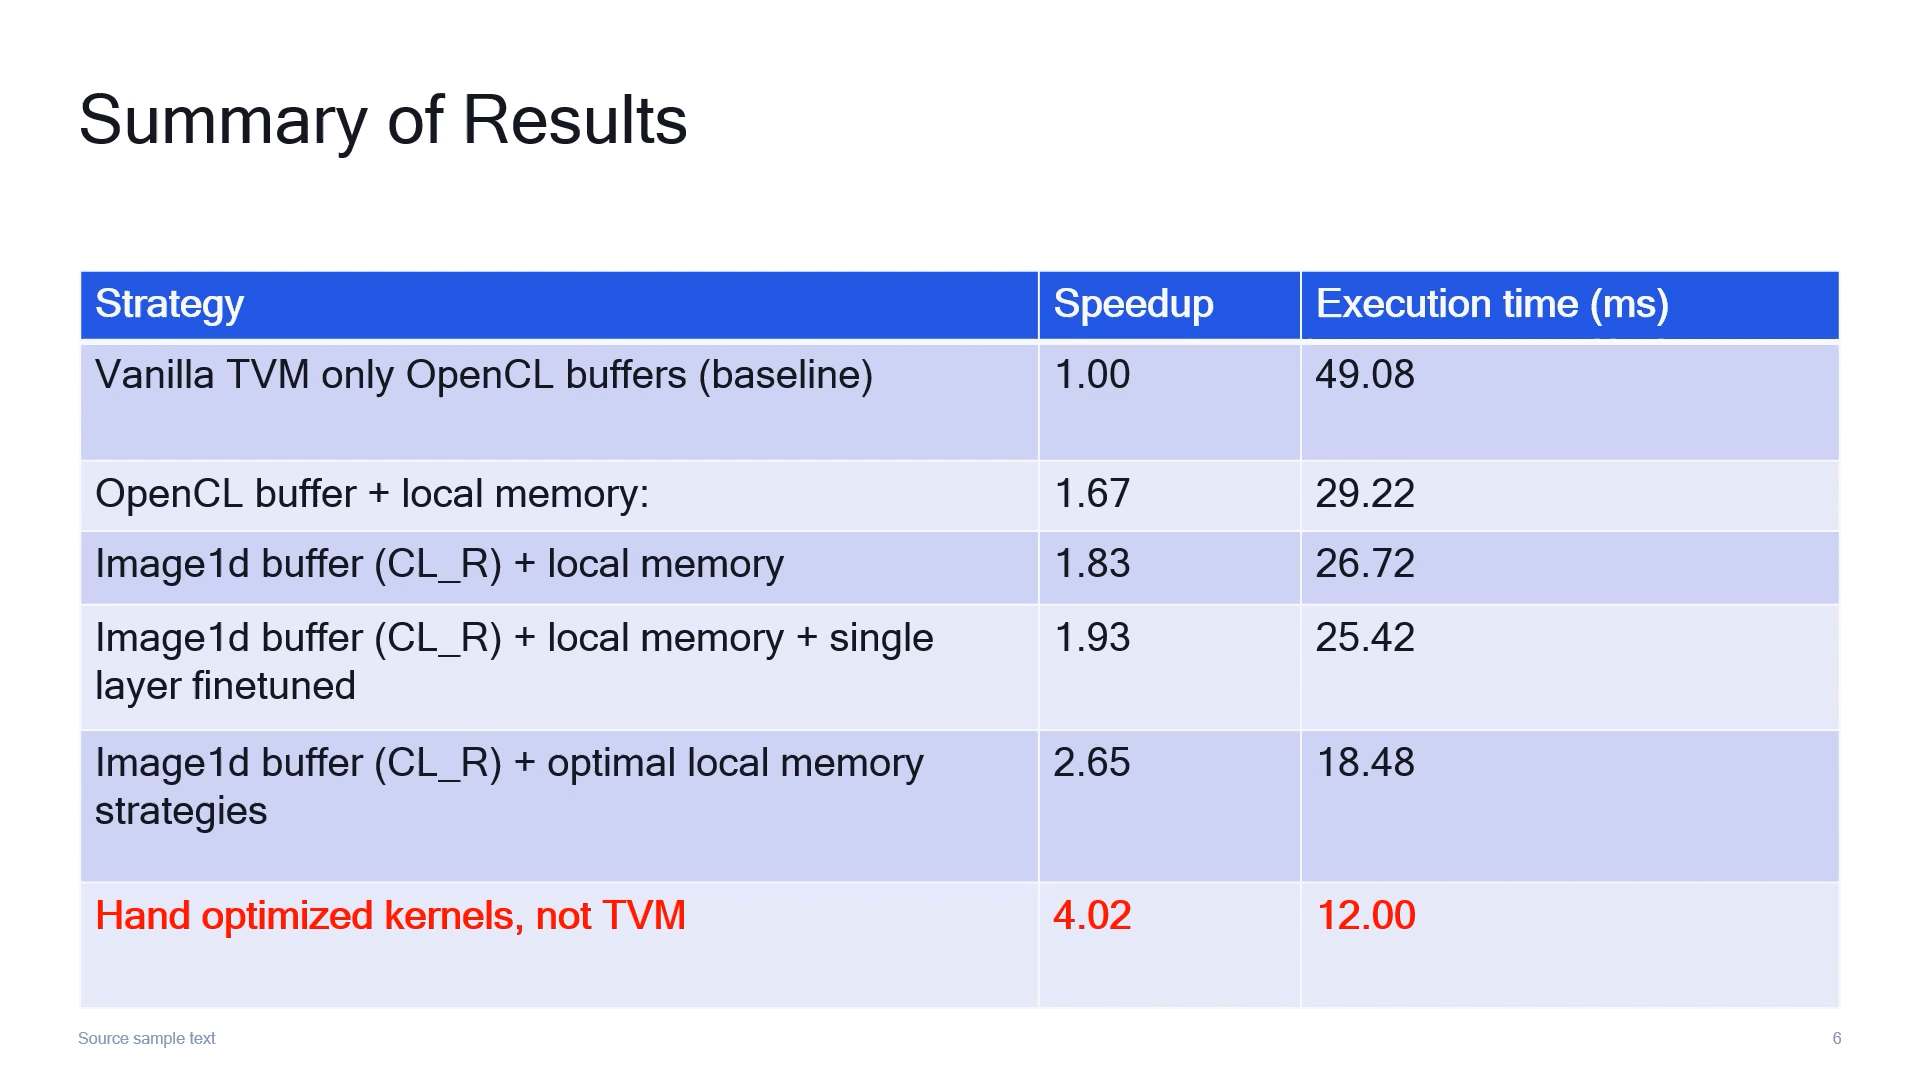 Summary of Results
Strategy Speedup Execution time (ms)
Vanilla TVM only OpenCL buffers (baseline) 1.00 49.08
OpenCL buffer + local memory: 1.67 29.22
Image1d buffer (CL_R) + local memory 1.83 26.72
Image1d buffer (CL_R) + local memory + single 1.93 25.42
layer finetuned
Image1d buffer (CL_R) + optimal local memory 2.65 18.48
strategies
Hand optimized kernels, not TVM 4.02 12.00
Source sample text 6